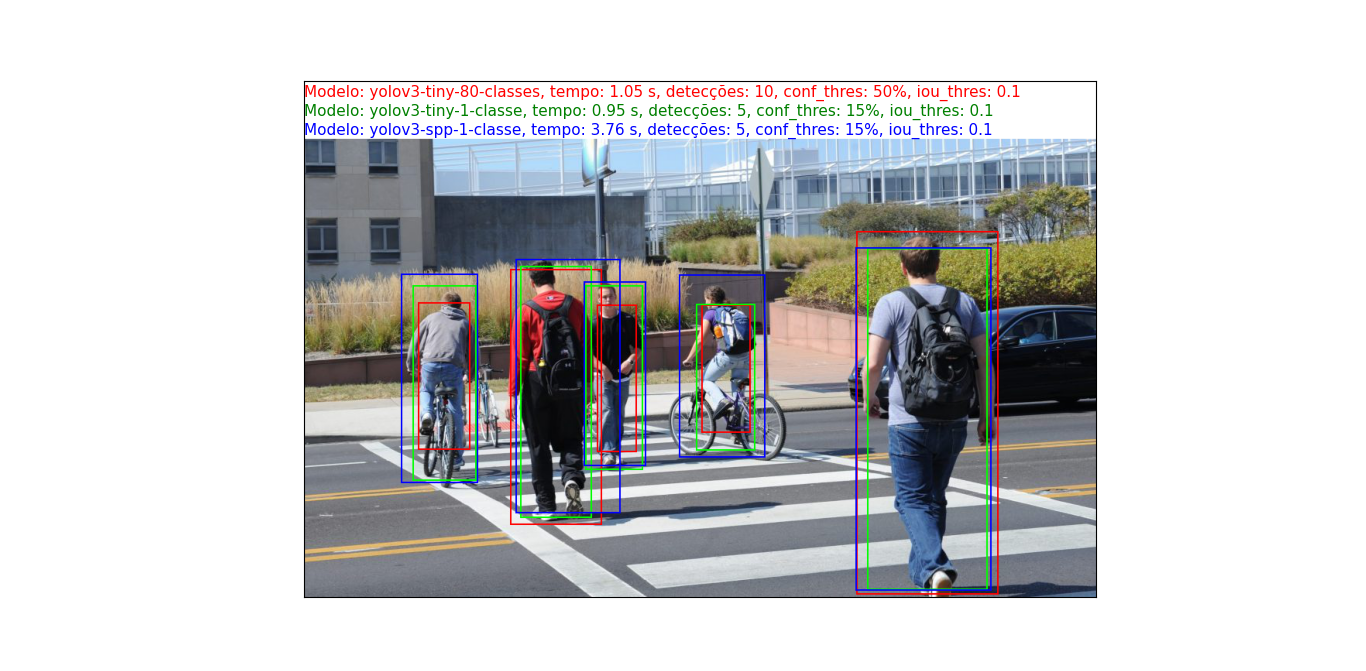 Modelo: yolov3-tiny-80-classes, tempo: 1.05 s, detecções: 10, conf_thres: 50%, iou_thres: 0.1
Modelo: yolov3-tiny-1-classe, tempo: 0.95 s, detecções: 5, conf_thres: 15%, iou_thres: 0.1
Modelo: yolov3-spp-1-classe, tempo: 3.76 s, detecções: 5, conf_thres: 15%, iou_thres: 0.1